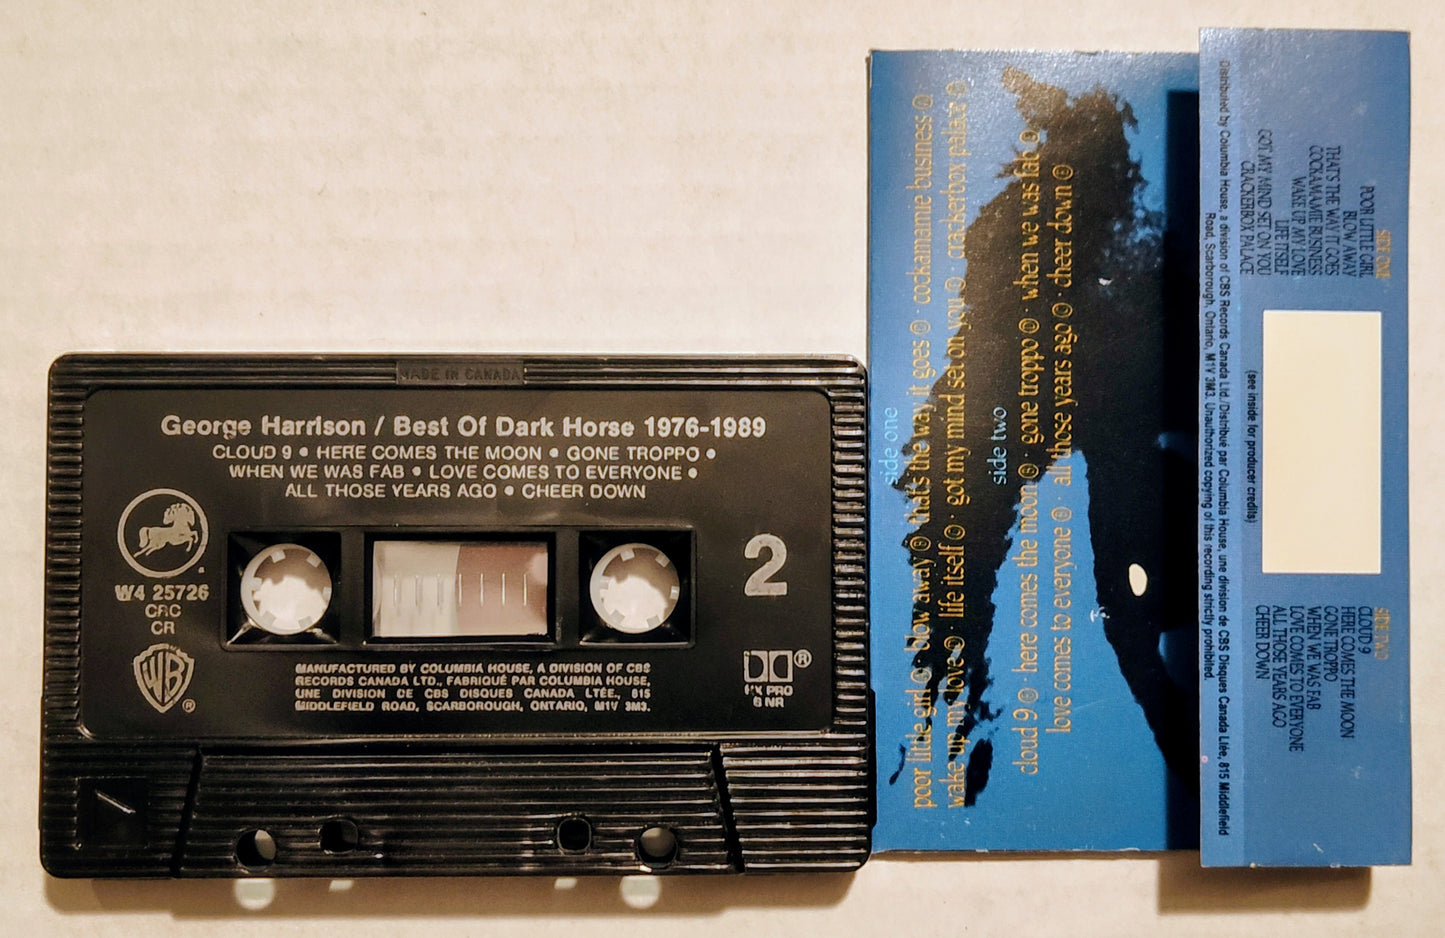 MADE IN CANADA
George Harrison / Best Of Dark Horse 1976-1989
CLOUD 9 • HERE COMES THE MOON • GONE TROPPO •
WHEN WE WAS FAB • LOVE COMES TO EVERYONE •
ALL THOSE YEARS AGO • CHEER DOWN
W4 25726
CRC
CR
2
WB®
MANUFACTURED BY COLUMBIA HOUSE, A DIVISION OF CBS
RECORDS CANADA LTD., FABRIQUÉ PAR COLUMBIA HOUSE,
UNE DIVISION DE CBS DISQUES CANADA LTÉE., 815
MIDDLEFIELD ROAD, SCARBOROUGH, ONTARIO, M1V 3M3.
®
HX PRO
B NR
side one
poor little girl · blow away · that's the way it goes · cockamamie business
wake up my love · life itself · got my mind set on you · crackerbox palace
side two
cloud 9 · here comes the moon · gone troppo · when we was fab
love comes to everyone · all those years ago · cheer down
SIDE ONE
POOR LITTLE GIRL
BLOW AWAY
THAT'S THE WAY IT GOES
COCKAMAMIE BUSINESS
WAKE UP MY LOVE
LIFE ITSELF
GOT MY MIND SET ON YOU
CRACKERBOX PALACE
SIDE TWO
CLOUD 9
HERE COMES THE MOON
GONE TROPPO
WHEN WE WAS FAB
LOVE COMES TO EVERYONE
ALL THOSE YEARS AGO
CHEER DOWN
(see inside for producer credits)
Distributed by Columbia House, a division of CBS Records Canada Ltd./Distribué par Columbia House, une division de CBS Disques Canada Ltée, 815 Middlefield
Road, Scarborough, Ontario, M1V 3M3. Unauthorized copying of this recording strictly prohibited.